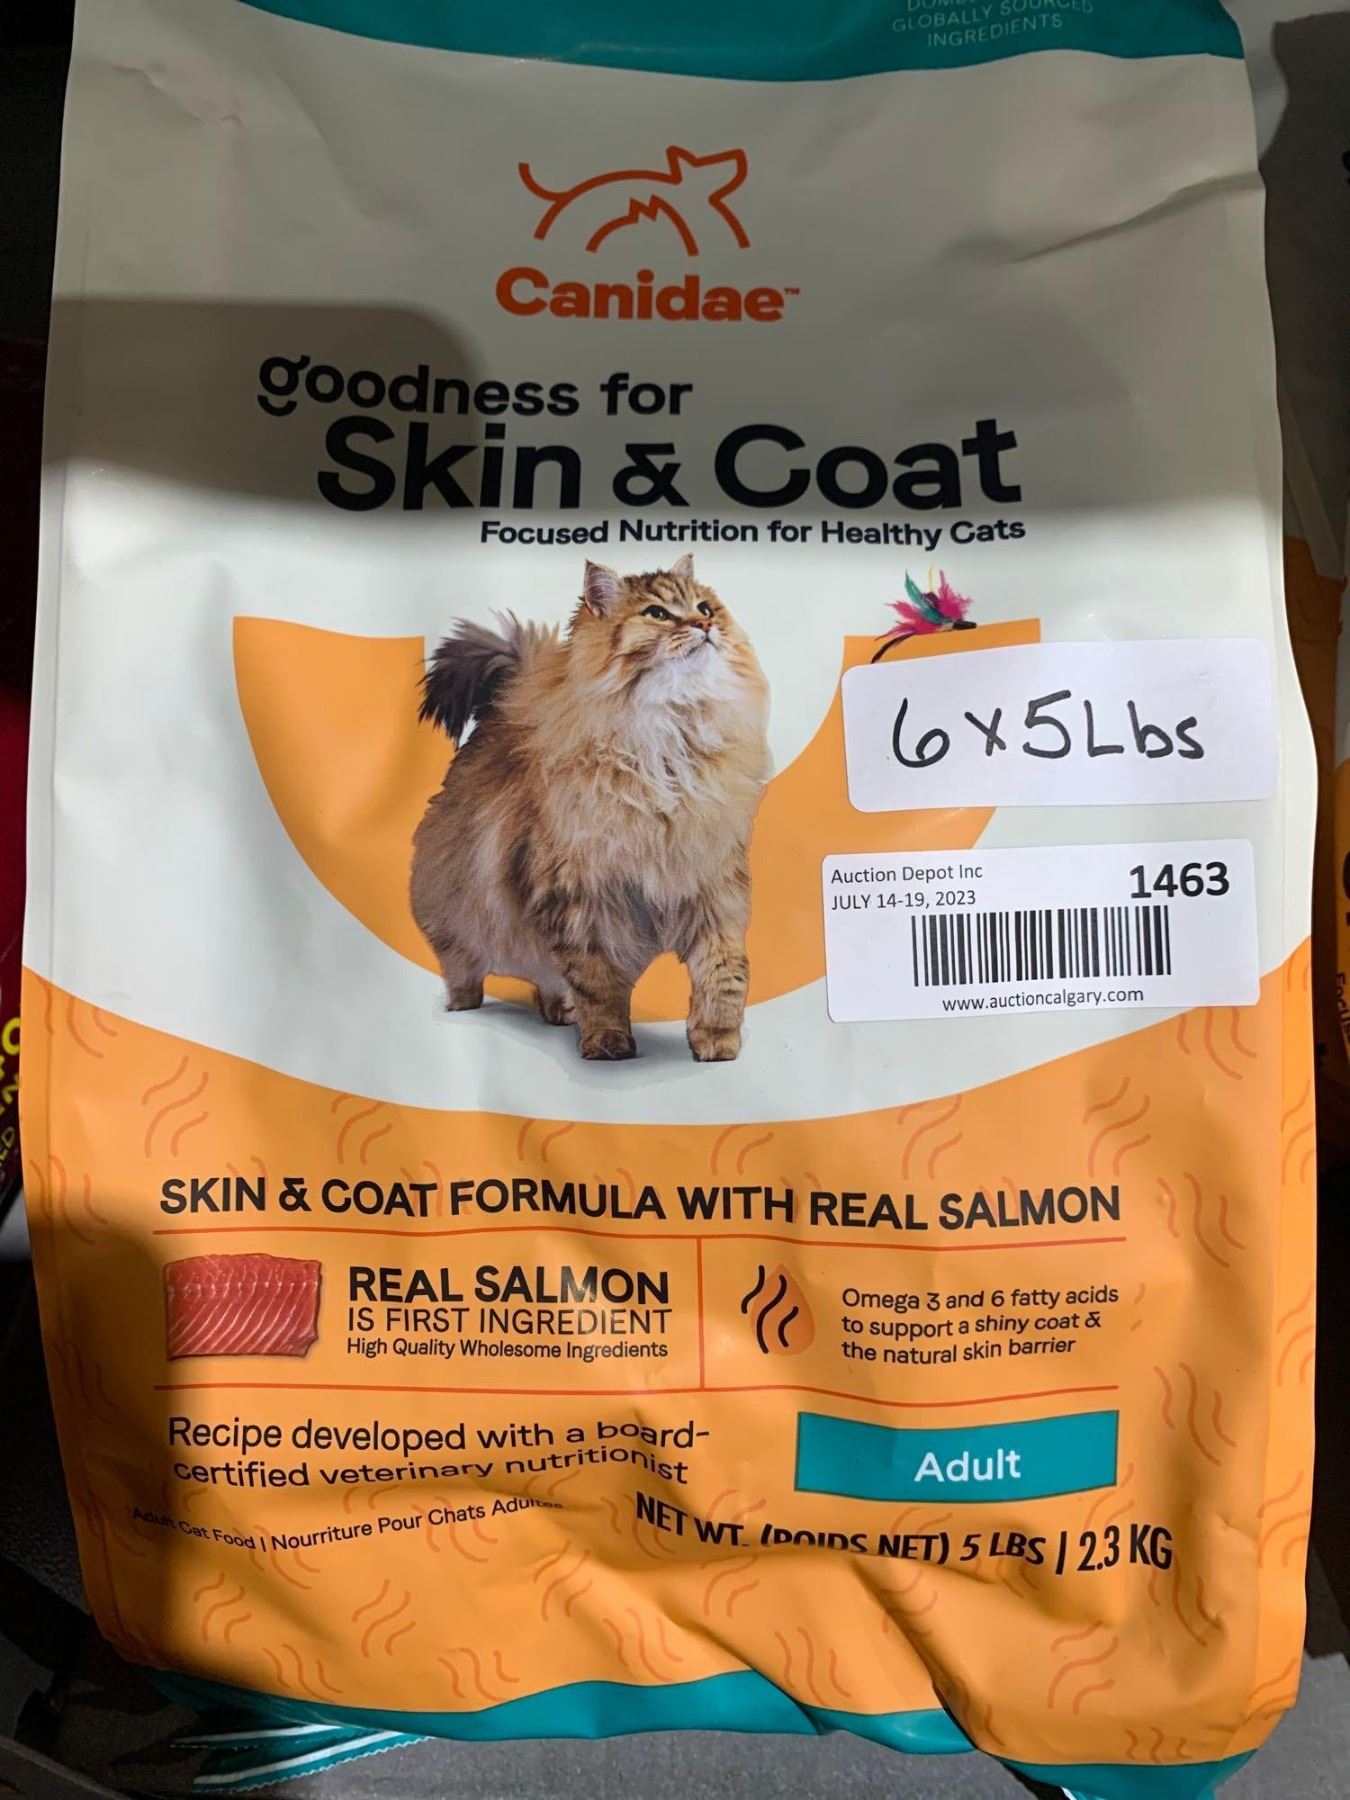 GLOBALLY SOURCED
INGREDIENTS
Canidae™
goodness for
Skin & Coat
Focused Nutrition for Healthy Cats
6x5Lbs
Auction Depot Inc
1463
JULY 14-19, 2023
www.auctioncalgary.com
SKIN & COAT FORMULA WITH REAL SALMON
REAL SALMON
IS FIRST INGREDIENT
High Quality Wholesome Ingredients
Omega 3 and 6 fatty acids
to support a shiny coat &
the natural skin barrier
Recipe developed with a board-
certified veterinary nutritionist
Adult
Adult Cat Food | Nourriture Pour Chats Adultes
NET WT. (POIDS NET) 5 LBS | 2.3 KG